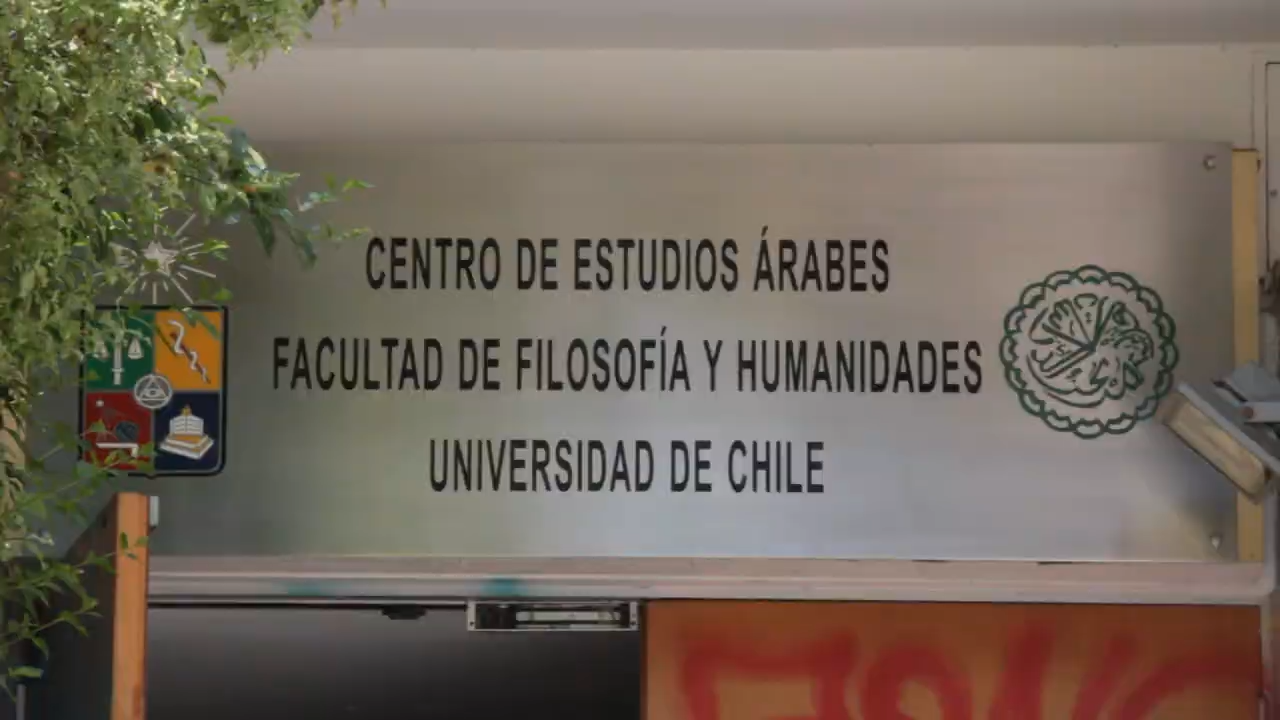 CENTRO DE ESTUDIOS ÁRABES
FACULTAD DE FILOSOFÍA Y HUMANIDADES
UNIVERSIDAD DE CHILE